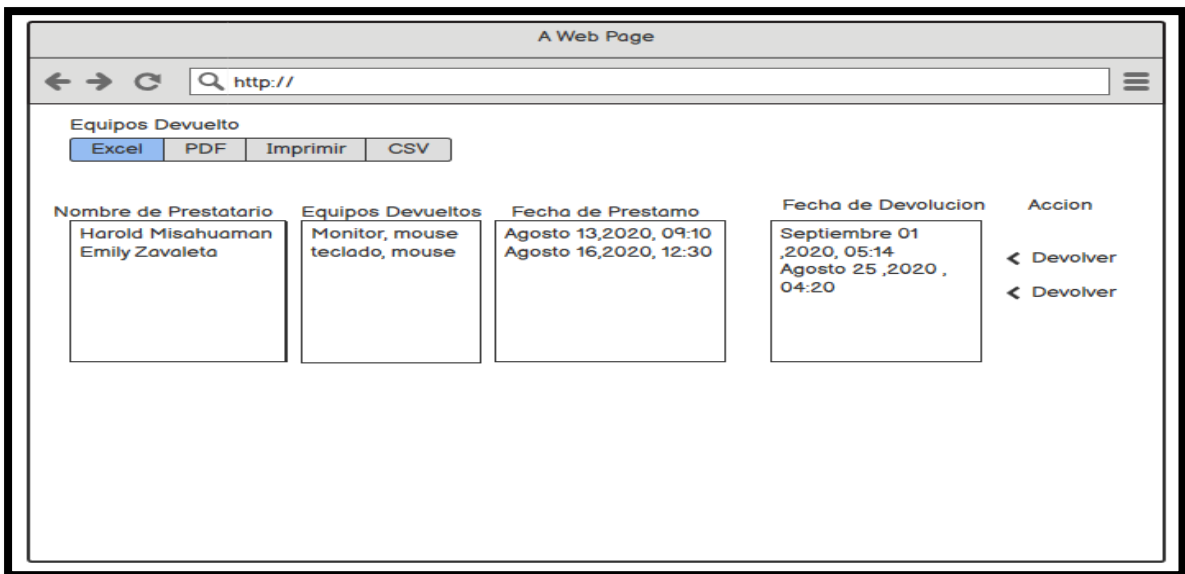 A Web Page
http://
Equipos Devuelto
Excel PDF Imprimir CSV
Nombre de Prestatario Equipos Devueltos Fecha de Prestamo Fecha de Devolucion Accion
Harold Misahuaman Monitor, mouse Agosto 13,2020, 09:10 Septiembre 01
Emily Zavaleta teclado, mouse Agosto 16,2020, 12:30 ,2020, 05:14
Agosto 25 ,2020 ,
04:20
Devolver
Devolver